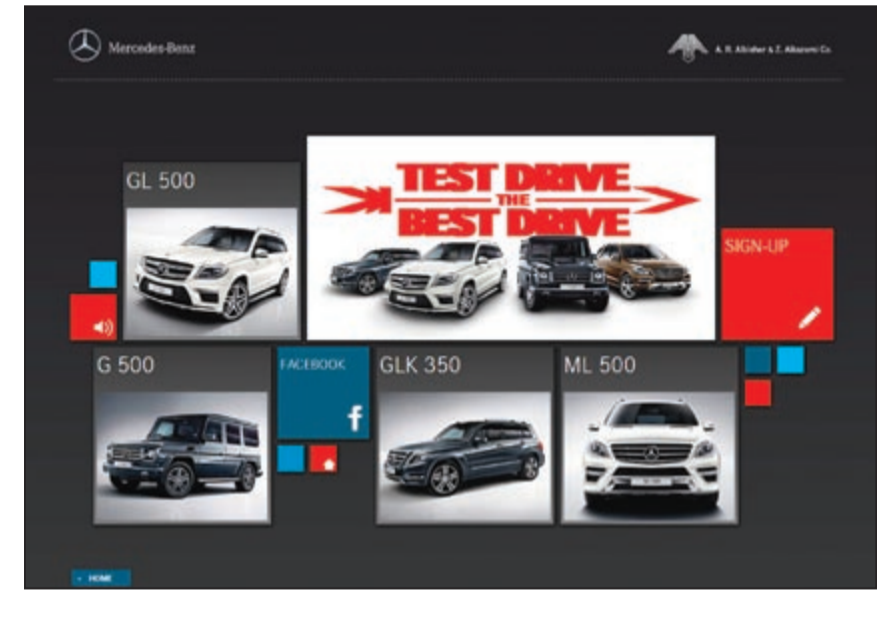 Mercedes-Benz
A. R. Albisher & Z. Alkazemi Co.
GL 500
TEST DRIVE
THE
BEST DRIVE
SIGN-UP
G 500
FACEBOOK
f
GLK 350
ML 500
HOME